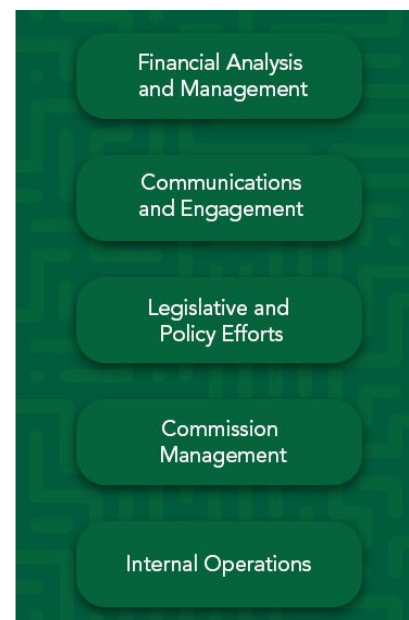 Financial Analysis
and Management
Communications
and Engagement
Legislative and
Policy Efforts
Commission
Management
Internal Operations